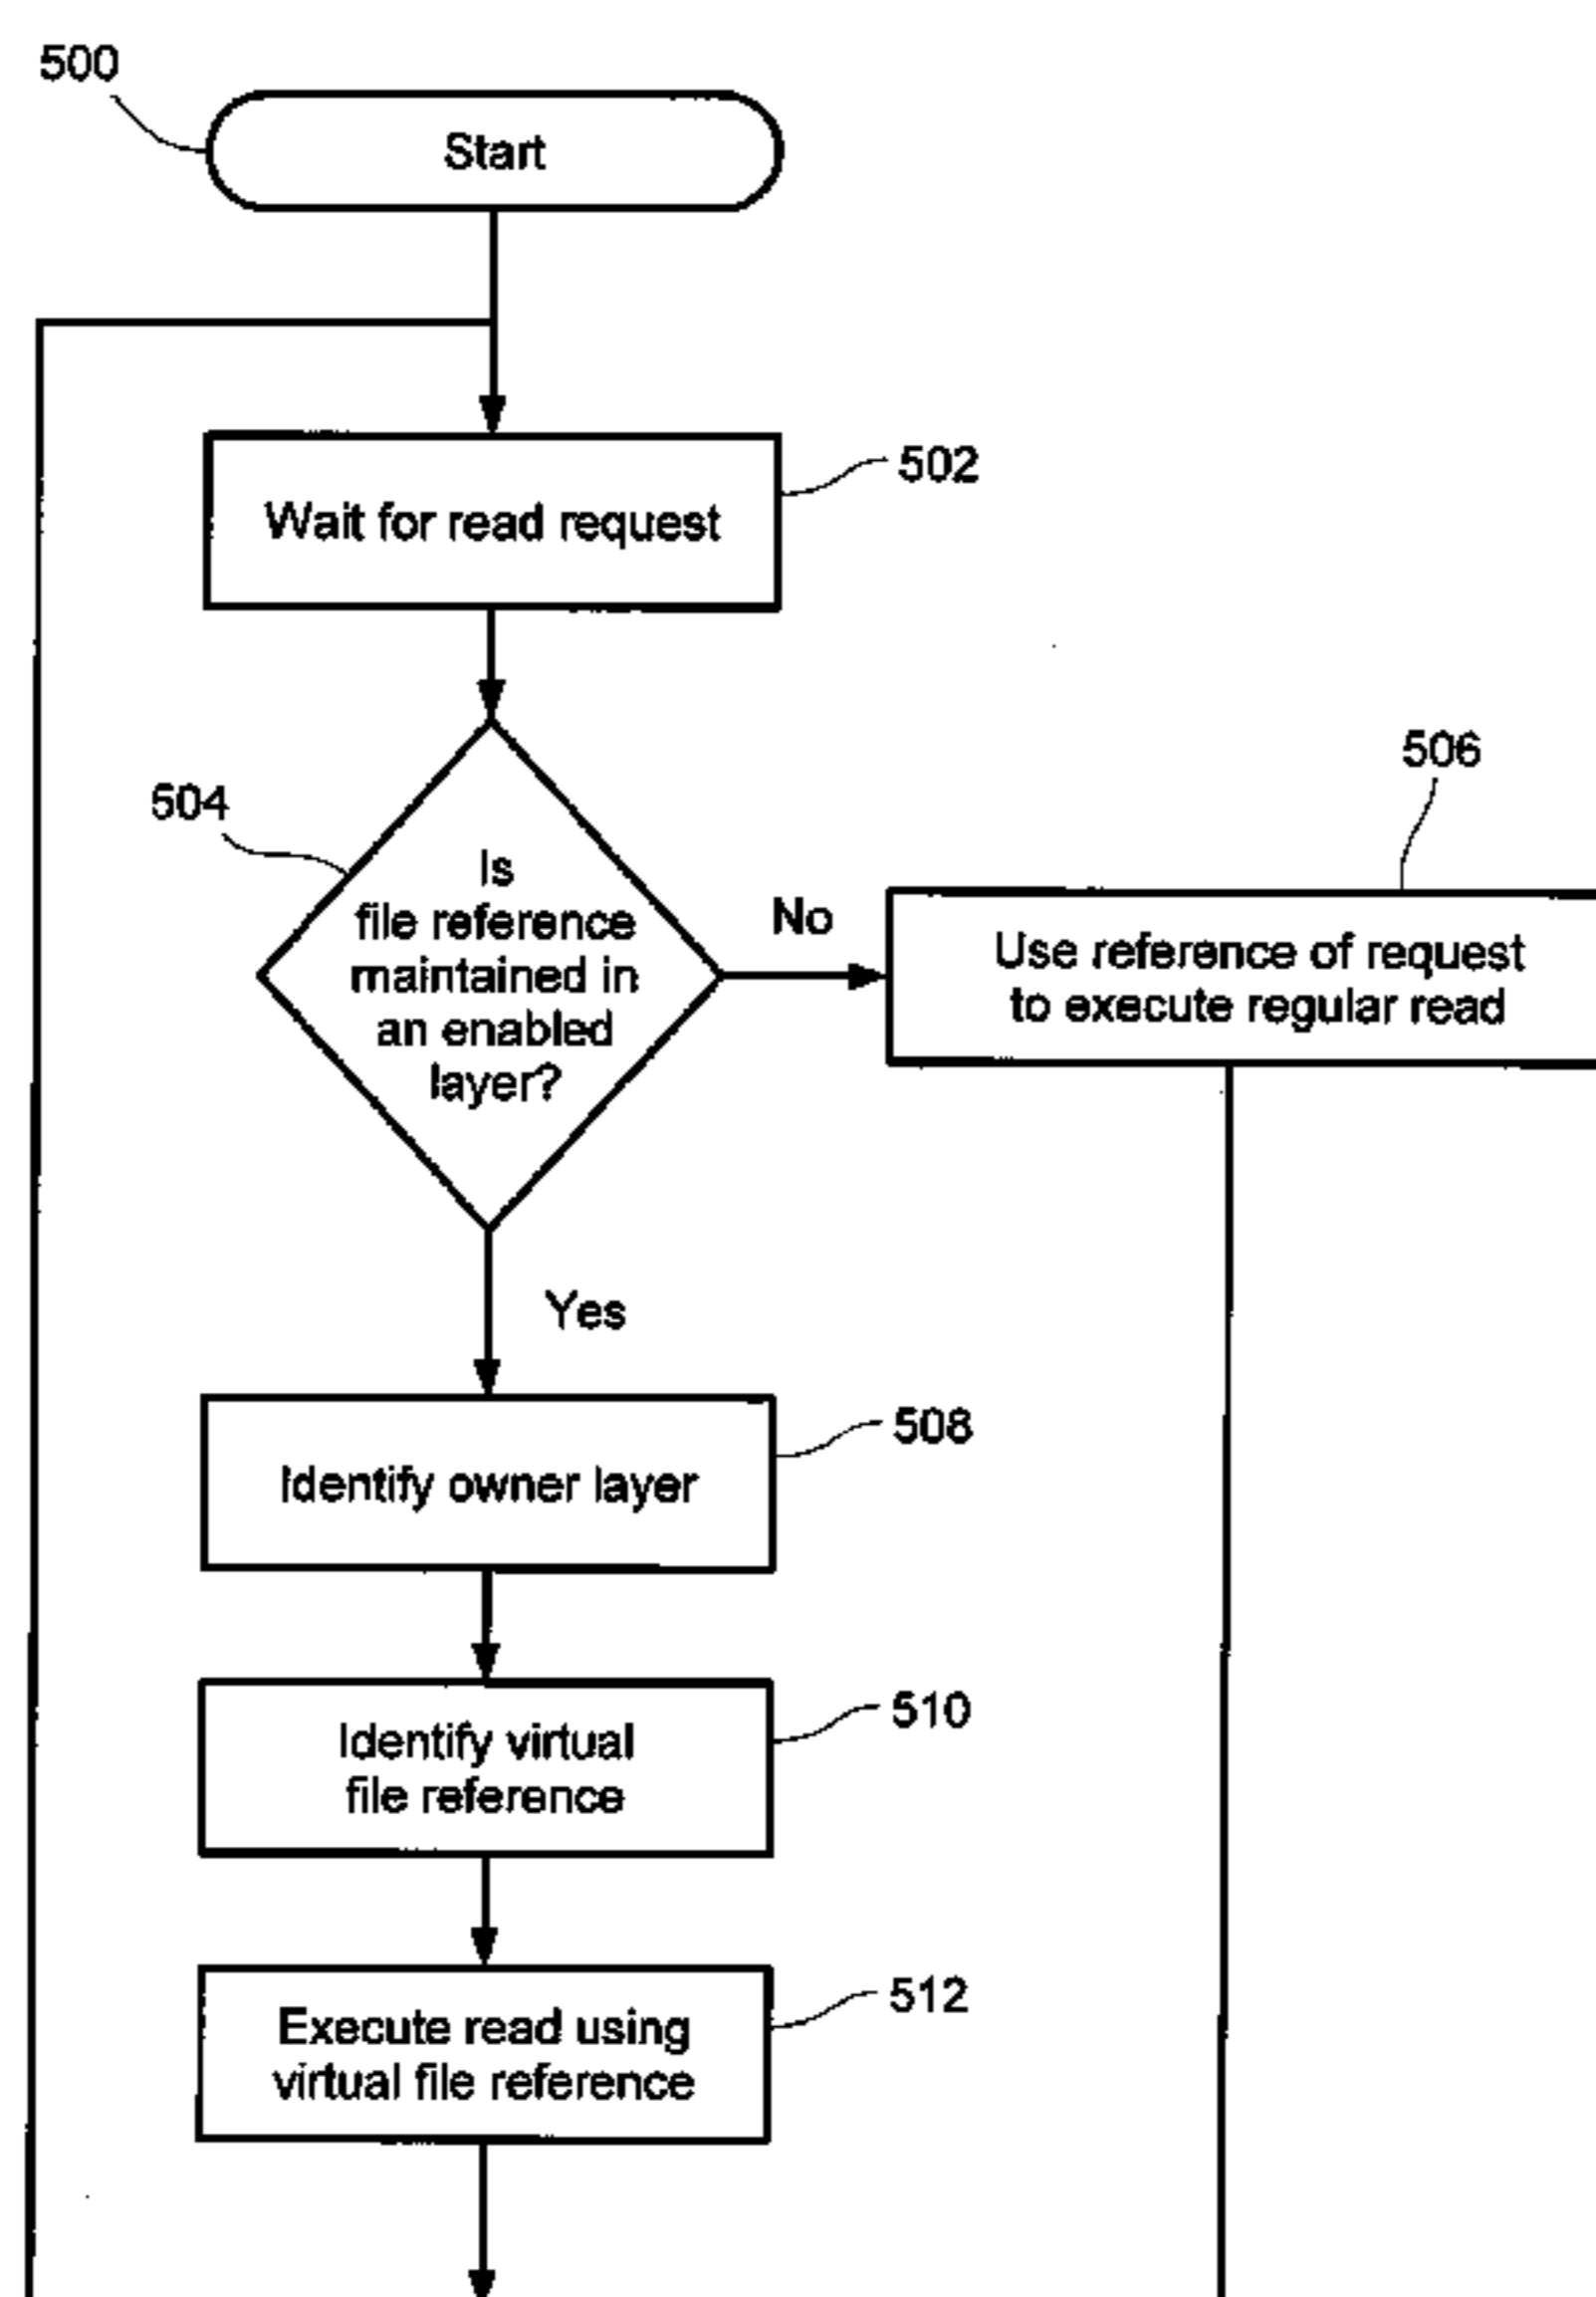 500
Start
502
Wait for read request
504
Is
file reference
maintained in
an enabled
layer?
No
506
Use reference of request
to execute regular read
Yes
508
Identify owner layer
510
Identify virtual
file reference
512
Execute read using
virtual file reference